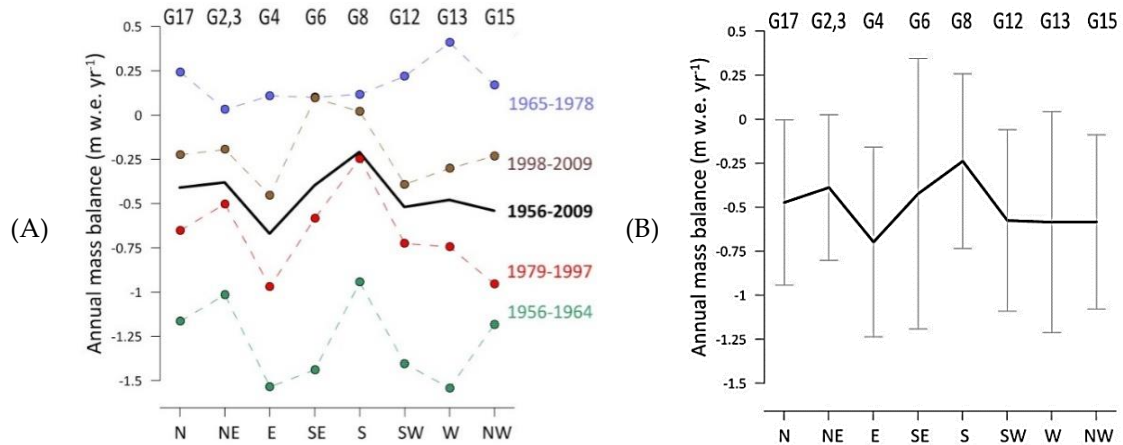 (A)
G17 G2,3 G4 G6 G8 G12 G13 G15
Annual mass balance (m w.e. yr⁻¹)
0.5
0.25
0
-0.25
-0.5
-0.75
-1
-1.25
-1.5
1965-1978
1998-2009
1956-2009
1979-1997
1956-1964
N NE E SE S SW W NW
(B)
G17 G2,3 G4 G6 G8 G12 G13 G15
Annual mass balance (m w.e. yr⁻¹)
0.5
0.25
0
-0.25
-0.5
-0.75
-1
-1.25
-1.5
N NE E SE S SW W NW